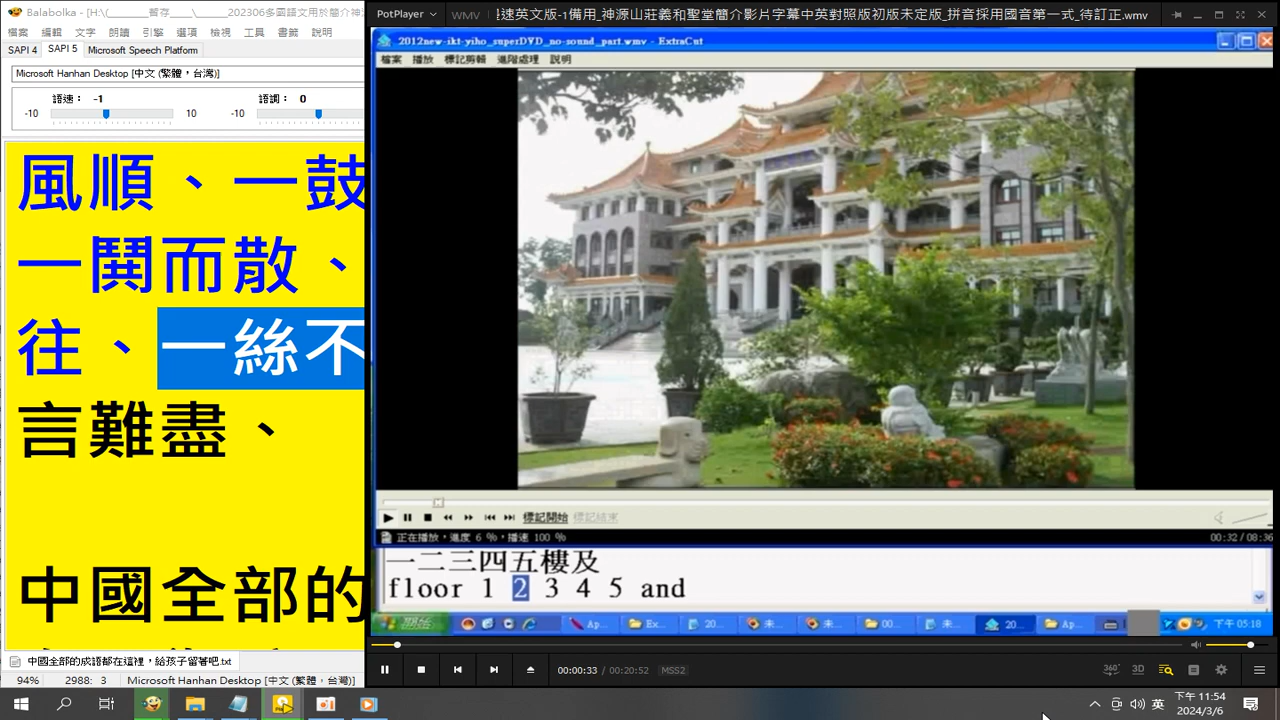 Balabolka - [H:\(______暫存____\______202306多國語文用於簡介神
檔案 編輯 文字 朗讀 引擎 選項 檢視 工具 書籤 說明
SAPI 4 SAPI 5 Microsoft Speech Platform
Microsoft Hanhan Desktop [中文 (繁體，台灣)]
語速： -1 語調： 0
-10 10 -10
風順、一鼓
一鬨而散、
往、一絲不
言難盡、
中國全部的
中國全部的成語都在這裡，給孩子留著吧.txt
94% 2988: 3 Microsoft Hanhan Desktop [中文 (繁體，台灣)]
PotPlayer WMV 速英文版-1備用_神源山莊義和聖堂簡介影片字幕中英對照版初版未定版_拼音採用國音第一式_待訂正.wmv
2012new-ikt-yiho_superDVD_no-sound_part.wmv - ExtraCut
檔案 播放 標記剪輯 進階處理 說明
標記開始 標記結束
正在播放，進度 6 %，播速 100 % 00:32 / 08:36
一二三四五樓及
floor 1 2 3 4 5 and
開始 Ap... Ex... 20... 未... 未... 00... 未... 20... Ap... 下午 05:18
00:00:33 / 00:20:52 MSS2 360° 3D
英 下午 11:54
2024/3/6